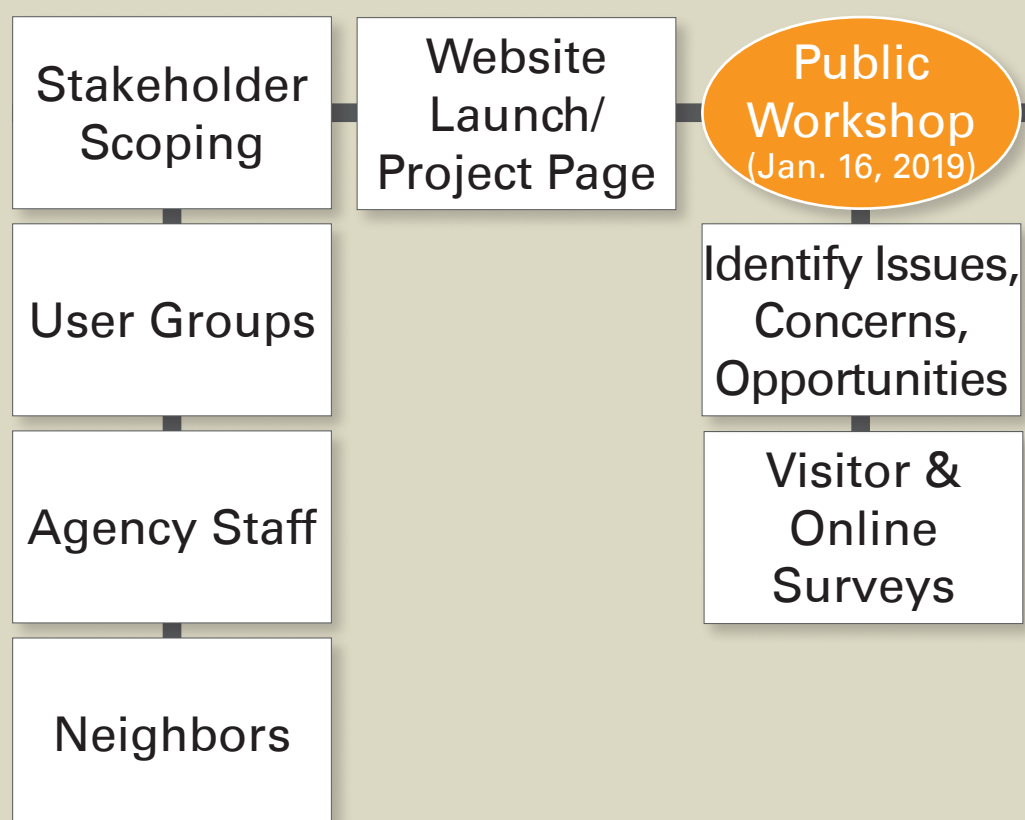 Stakeholder
Scoping
Website
Launch/
Project Page
Public
Workshop
(Jan. 16, 2019)
User Groups
Identify Issues,
Concerns,
Opportunities
Agency Staff
Visitor &
Online
Surveys
Neighbors